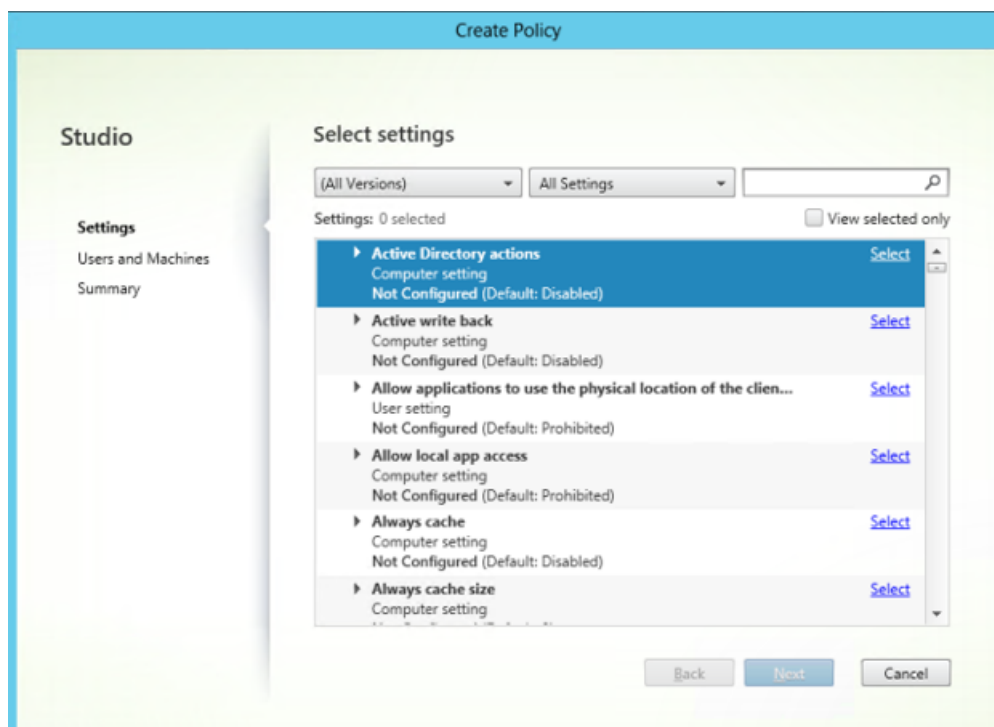 Create Policy
Studio
Settings
Users and Machines
Summary
Select settings
(All Versions) All Settings
Settings: 0 selected View selected only
Active Directory actions Select
Computer setting
Not Configured (Default: Disabled)
Active write back Select
Computer setting
Not Configured (Default: Disabled)
Allow applications to use the physical location of the clien... Select
User setting
Not Configured (Default: Prohibited)
Allow local app access Select
Computer setting
Not Configured (Default: Prohibited)
Always cache Select
Computer setting
Not Configured (Default: Disabled)
Always cache size Select
Computer setting
Back Next Cancel